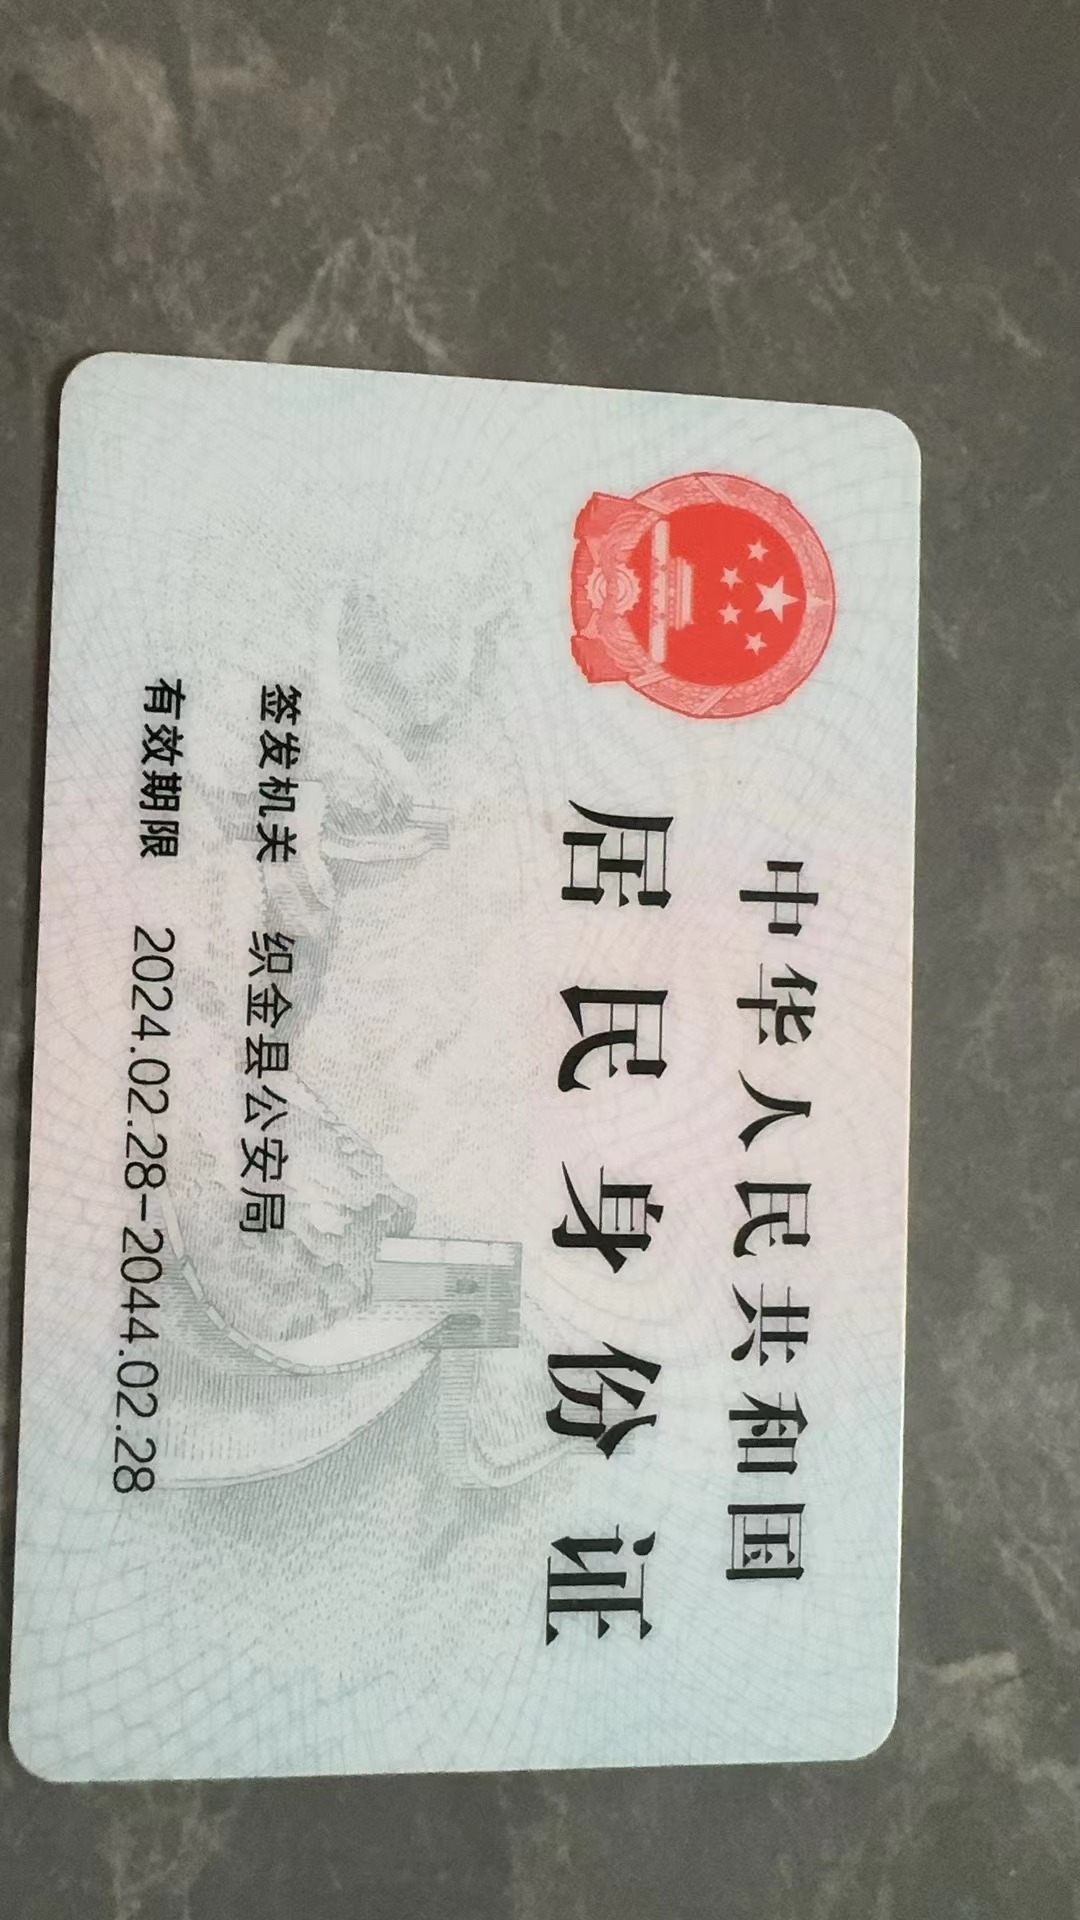 中华人民共和国
居民身份证
签发机关 织金县公安局
有效期限 2024.02.28-2044.02.28